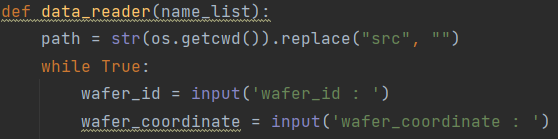 def data_reader(name_list):
    path = str(os.getcwd()).replace("src", "")
    while True:
        wafer_id = input('wafer_id : ')
        wafer_coordinate = input('wafer_coordinate : ')